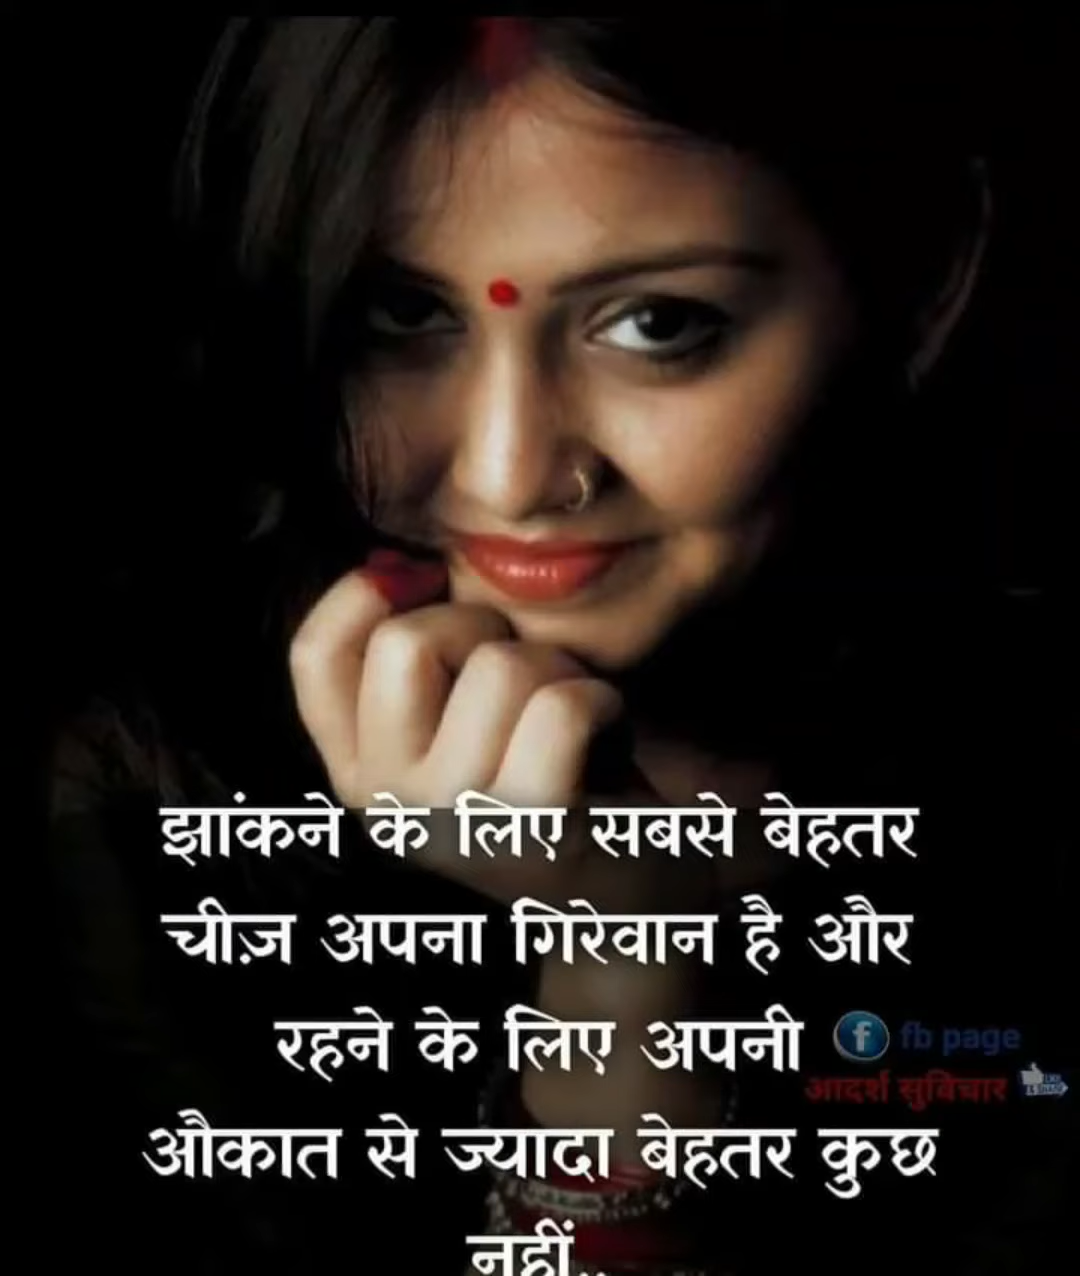 झांकने के लिए सबसे बेहतर
चीज़ अपना गिरेवान है और
रहने के लिए अपनी
औकात से ज्यादा बेहतर कुछ
नहीं..
f fb page
आदर्श सुविचार